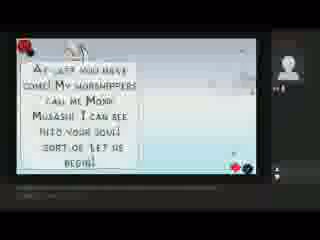 At last you have
come! My worshippers
call me Monk
Musashi. I can see
into your soul!
sort of. Let us
begin!